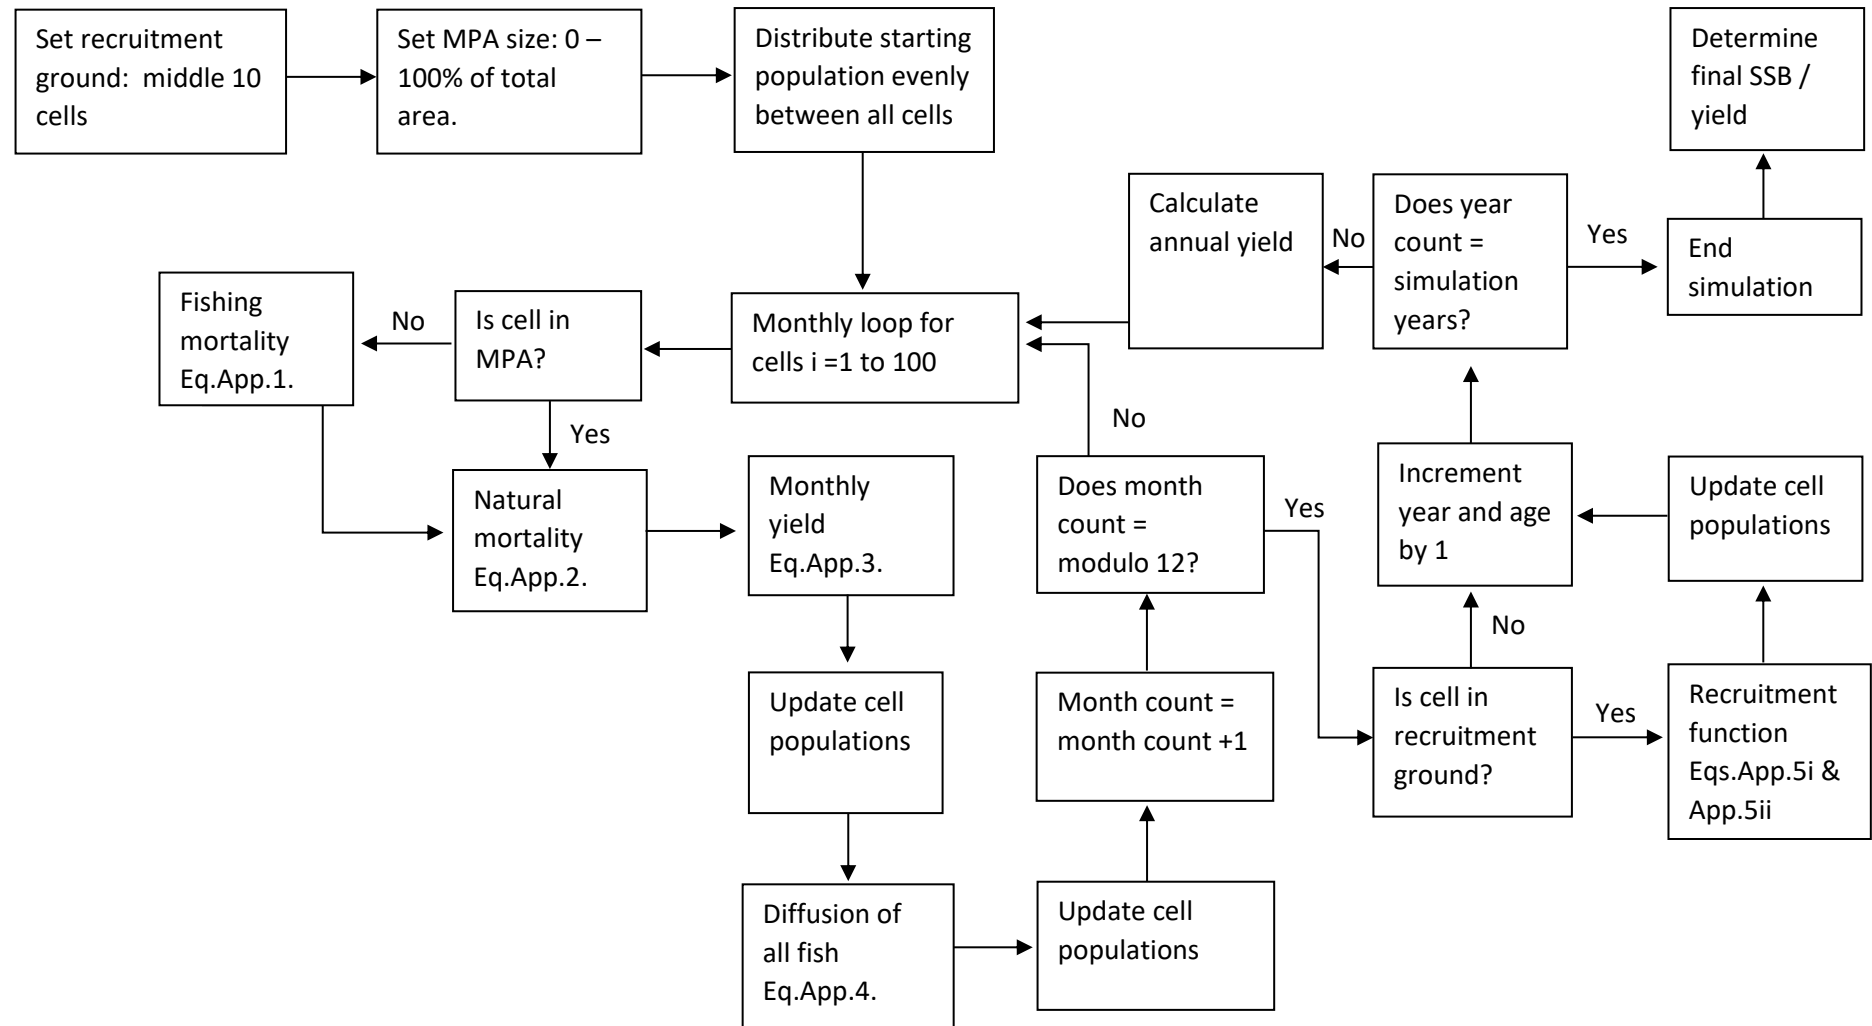 Set recruitment
ground:  middle 10
cells
Set MPA size: 0 –
100% of total
area.
Distribute starting
population evenly
between all cells
Determine
final SSB /
yield
Calculate
annual yield
No
Does year
count =
simulation
years?
Yes
End
simulation
Fishing
mortality
Eq.App.1.
No
Is cell in
MPA?
Yes
Monthly loop for
cells i =1 to 100
No
Natural
mortality
Eq.App.2.
Monthly
yield
Eq.App.3.
Does month
count =
modulo 12?
Yes
Increment
year and age
by 1
Update cell
populations
No
Update cell
populations
Month count =
month count +1
Is cell in
recruitment
ground?
Yes
Recruitment
function
Eqs.App.5i &
App.5ii
Diffusion of
all fish
Eq.App.4.
Update cell
populations